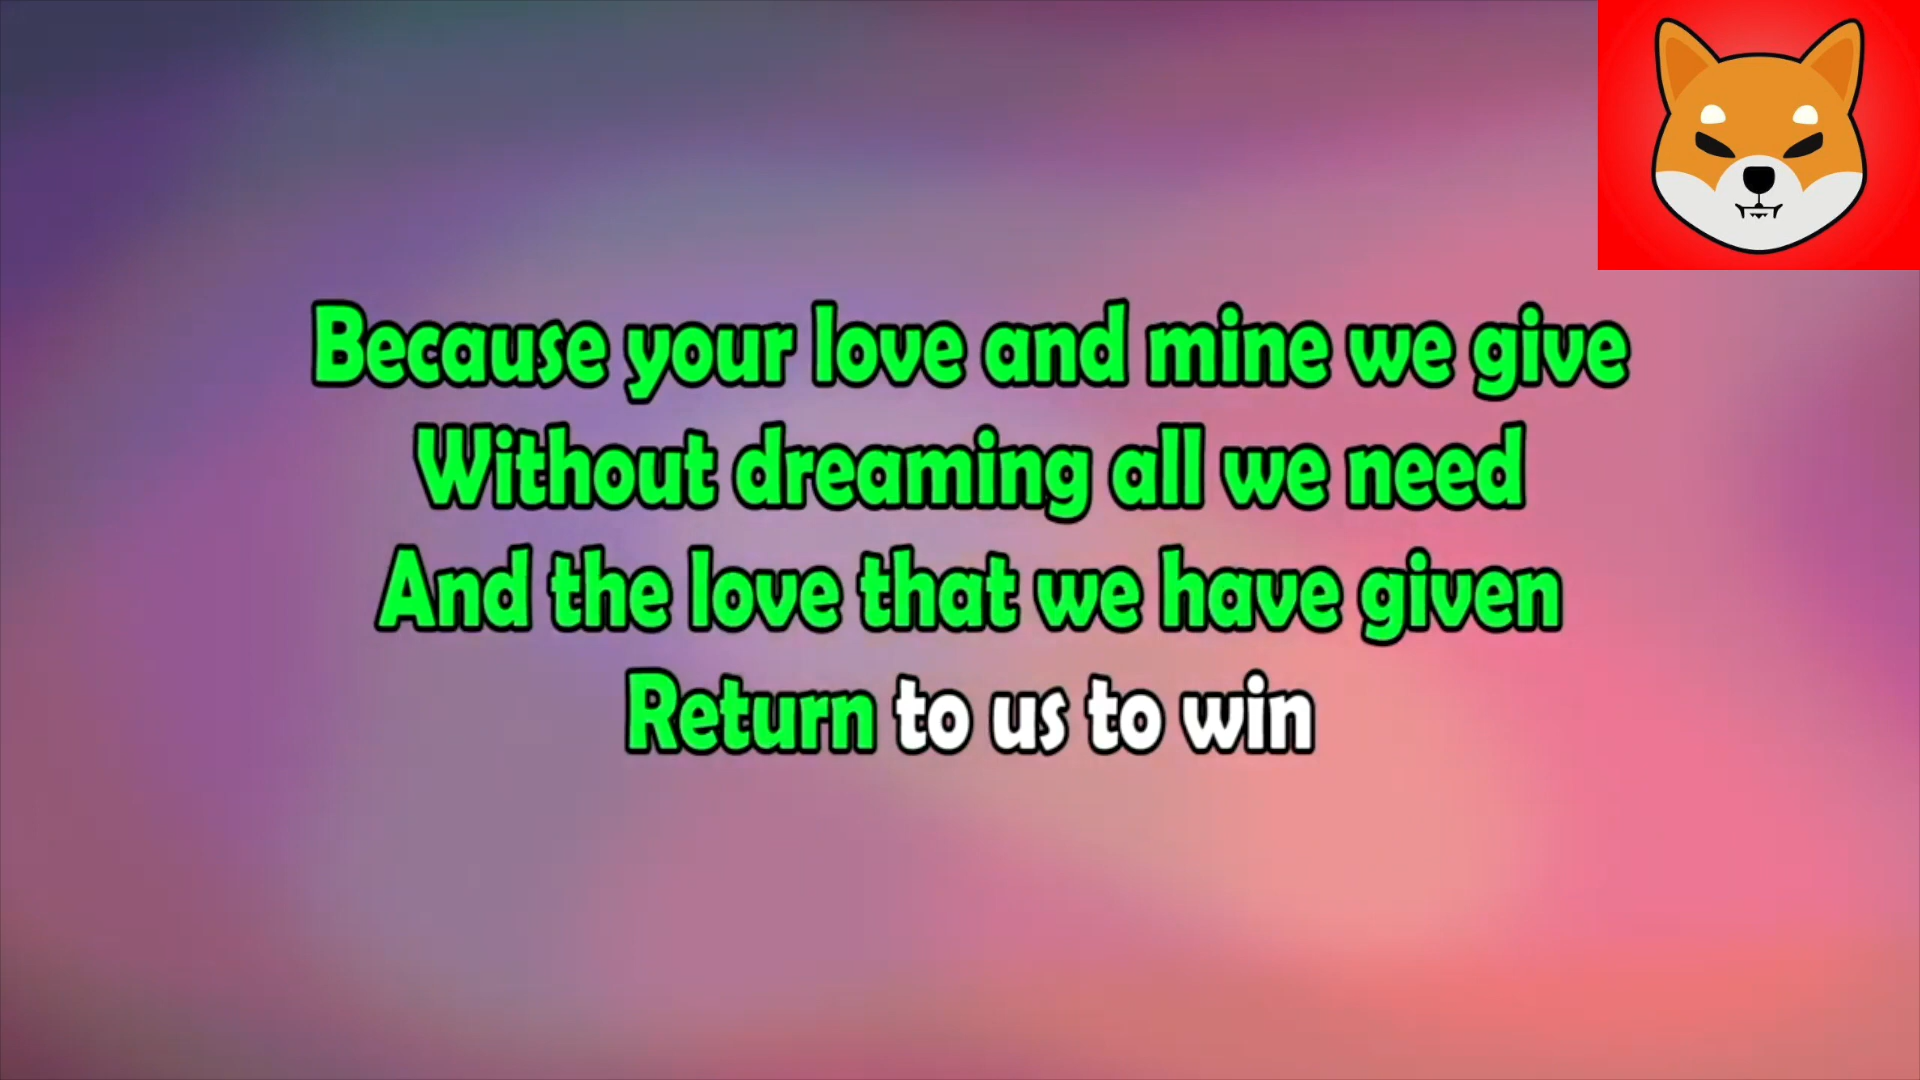 Because your love and mine we give
Without dreaming all we need
And the love that we have given
Return to us to win